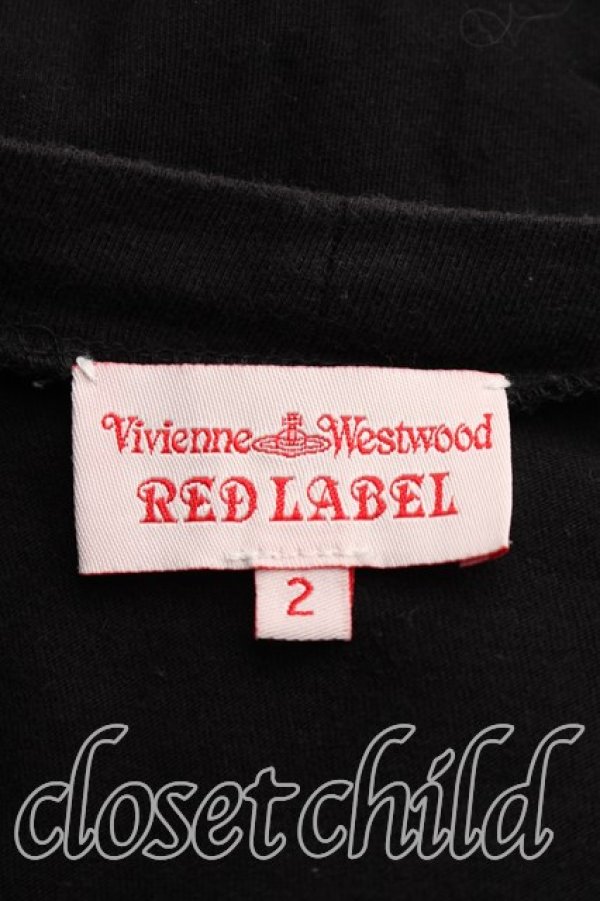 Vivienne Westwood
RED LABEL
2
closet child